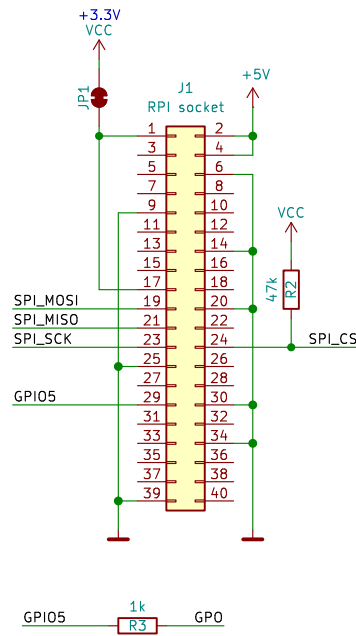 +3.3V
VCC
JP1
J1
RPI socket
+5V
1 2
3 4
5 6
7 8
9 10
11 12
13 14
15 16
17 18
19 20
21 22
23 24
25 26
27 28
29 30
31 32
33 34
35 36
37 38
39 40
SPI_MOSI
SPI_MISO
SPI_SCK
GPIO5
VCC
47k
R2
SPI_CS
GPIO5
1k
R3
GPO